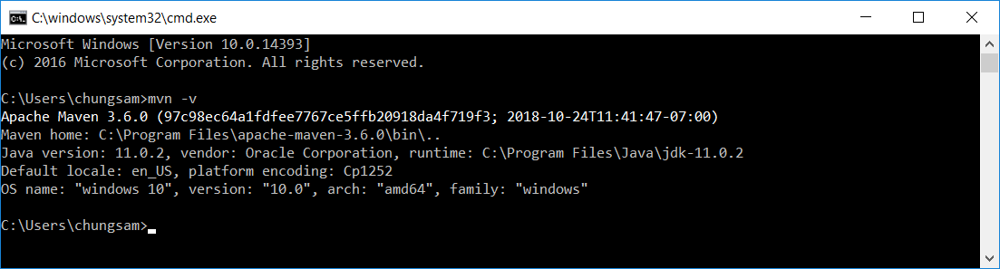 C:\windows\system32\cmd.exe
Microsoft Windows [Version 10.0.14393]
(c) 2016 Microsoft Corporation. All rights reserved.
C:\Users\chungsam>mvn -v
Apache Maven 3.6.0 (97c98ec64a1fdfee7767ce5ffb20918da4f719f3; 2018-10-24T11:41:47-07:00)
Maven home: C:\Program Files\apache-maven-3.6.0\bin\..
Java version: 11.0.2, vendor: Oracle Corporation, runtime: C:\Program Files\Java\jdk-11.0.2
Default locale: en_US, platform encoding: Cp1252
OS name: "windows 10", version: "10.0", arch: "amd64", family: "windows"
C:\Users\chungsam>